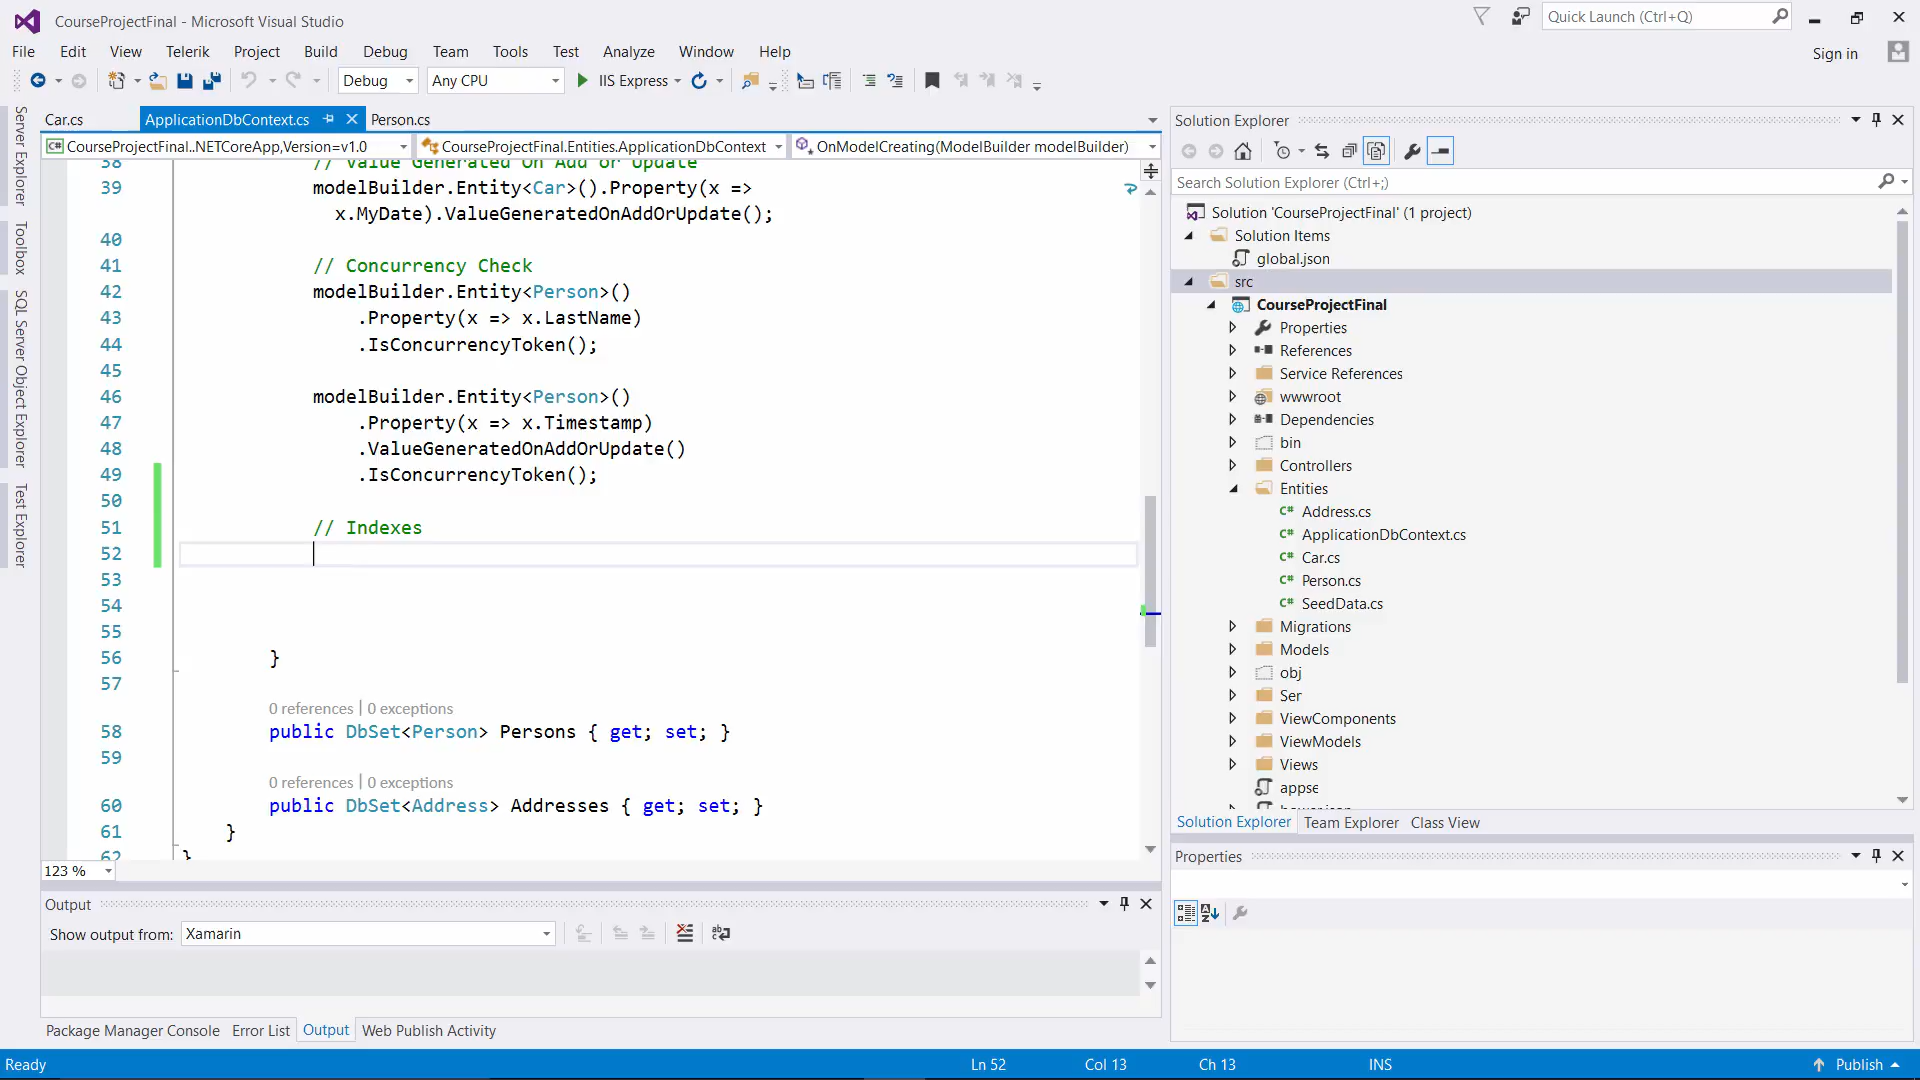 CourseProjectFinal - Microsoft Visual Studio
Quick Launch (Ctrl+Q)
File Edit View Telerik Project Build Debug Team Tools Test Analyze Window Help
Sign in
Debug
Any CPU
IIS Express
Server Explorer
Toolbox
SQL Server Object Explorer
Test Explorer
Car.cs
ApplicationDbContext.cs
Person.cs
CourseProjectFinal..NETCoreApp,Version=v1.0
CourseProjectFinal.Entities.ApplicationDbContext
OnModelCreating(ModelBuilder modelBuilder)
38 // Value Generated On Add or Update
39 modelBuilder.Entity<Car>().Property(x =>
x.MyDate).ValueGeneratedOnAddOrUpdate();
40
41 // Concurrency Check
42 modelBuilder.Entity<Person>()
43 .Property(x => x.LastName)
44 .IsConcurrencyToken();
45
46 modelBuilder.Entity<Person>()
47 .Property(x => x.Timestamp)
48 .ValueGeneratedOnAddOrUpdate()
49 .IsConcurrencyToken();
50
51 // Indexes
52
53
54
55
56 }
57
0 references | 0 exceptions
58 public DbSet<Person> Persons { get; set; }
59
0 references | 0 exceptions
60 public DbSet<Address> Addresses { get; set; }
61 }
62 }
123 %
Output
Show output from: Xamarin
Package Manager Console Error List Output Web Publish Activity
Solution Explorer
Search Solution Explorer (Ctrl+;)
Solution 'CourseProjectFinal' (1 project)
Solution Items
global.json
src
CourseProjectFinal
Properties
References
Service References
wwwroot
Dependencies
bin
Controllers
Entities
C# Address.cs
C# ApplicationDbContext.cs
C# Car.cs
C# Person.cs
C# SeedData.cs
Migrations
Models
obj
Ser
ViewComponents
ViewModels
Views
appse
Solution Explorer Team Explorer Class View
Properties
Ready
Ln 52
Col 13
Ch 13
INS
Publish